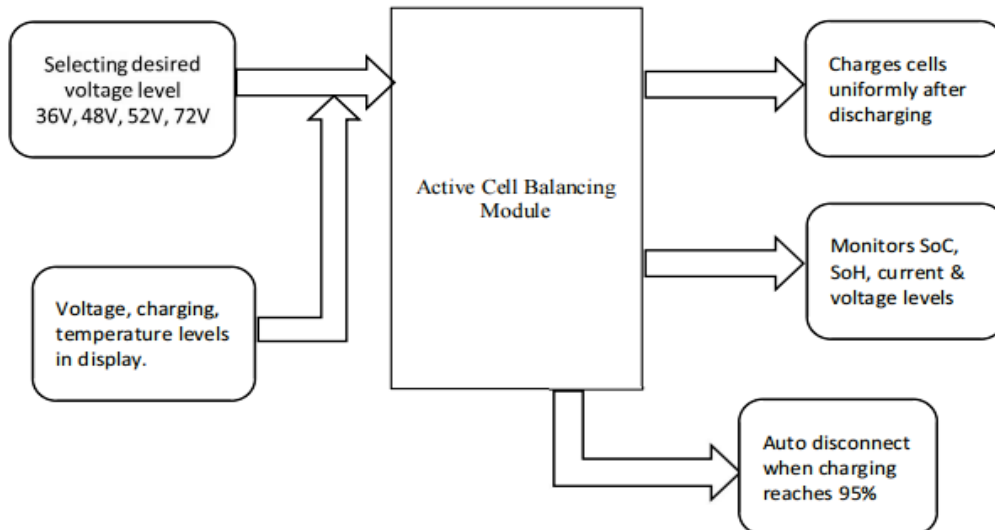 Selecting desired
voltage level
36V, 48V, 52V, 72V
Voltage, charging,
temperature levels
in display.
Active Cell Balancing
Module
Charges cells
uniformly after
discharging
Monitors SoC,
SoH, current &
voltage levels
Auto disconnect
when charging
reaches 95%